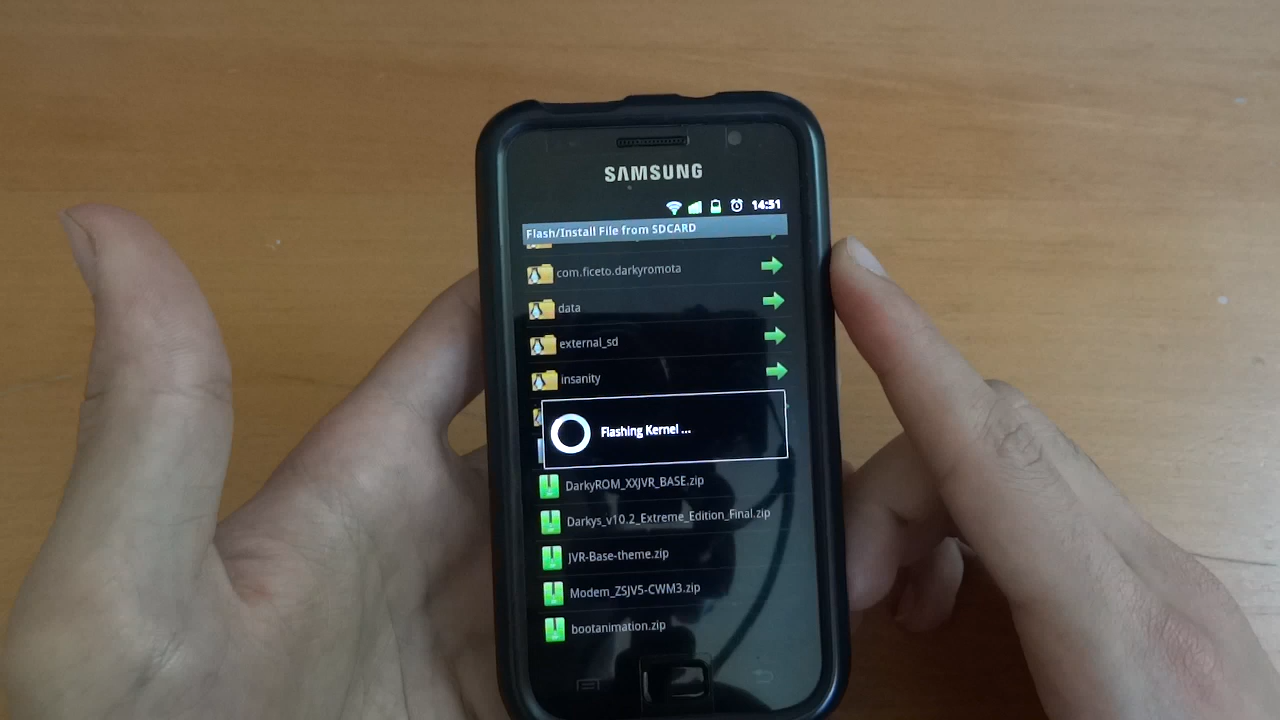 SAMSUNG
14:51
Flash/Install File from SDCARD
com.ficeto.darkyromota
data
external_sd
insanity
Flashing Kernel ...
DarkyROM_XXJVR_BASE.zip
Darkys_v10.2_Extreme_Edition_Final.zip
JVR-Base-theme.zip
Modem_ZSJV5-CWM3.zip
bootanimation.zip